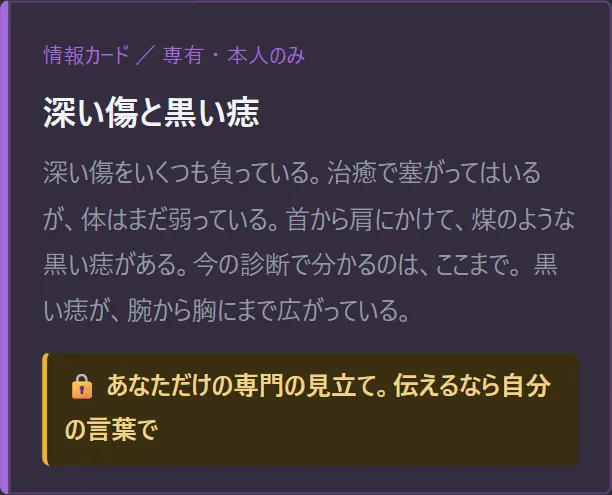 情報カード ／ 専有・本人のみ
深い傷と黒い痣
深い傷をいくつも負っている。治癒で塞がってはいる
が、体はまだ弱っている。首から肩にかけて、煤のような
黒い痣がある。今の診断で分かるのは、ここまで。 黒
い痣が、腕から胸にまで広がっている。
🔒 あなただけの専門の見立て。伝えるなら自分
の言葉で